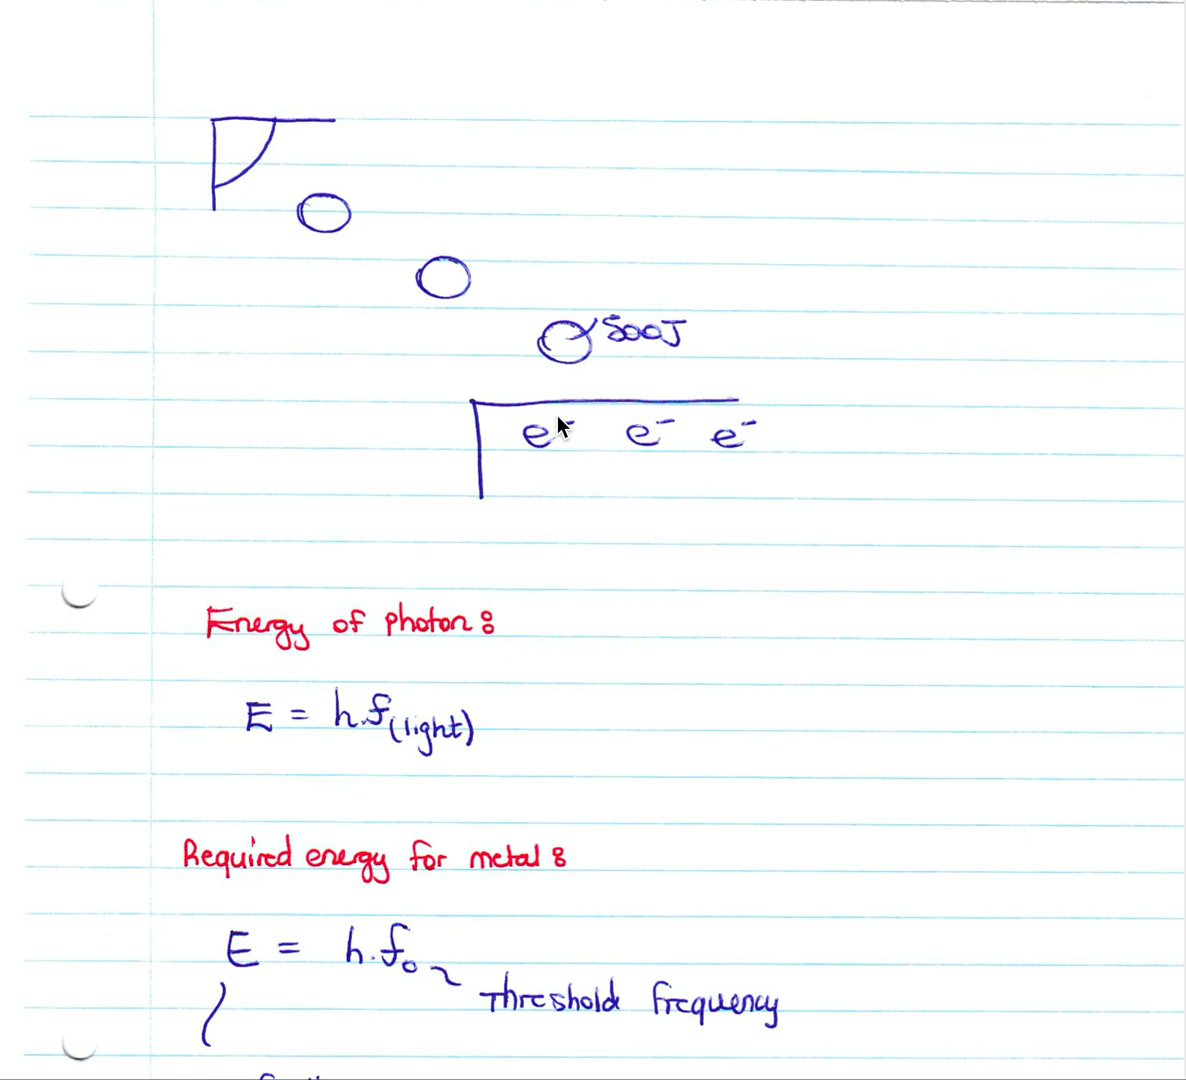 500J
e⁻ e⁻ e⁻
Energy of photon :
E = h.f(light)
Required energy for metal :
E = h.f₀
Threshold frequency